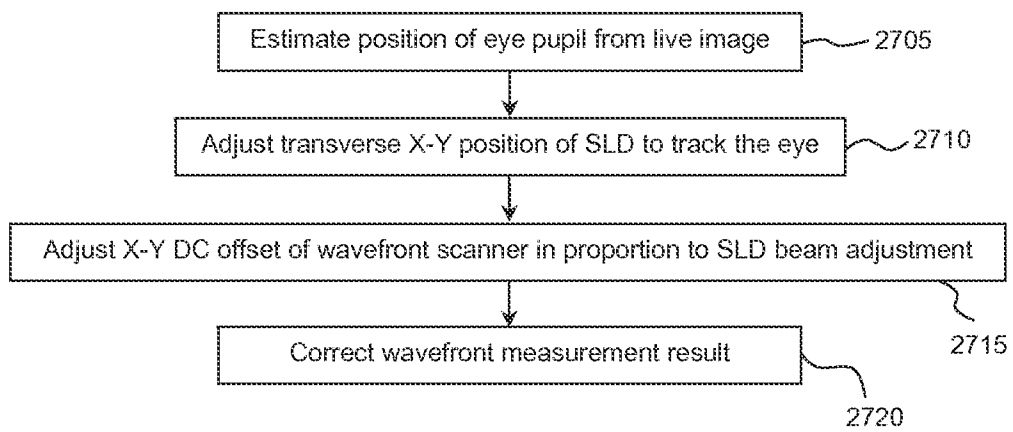 Estimate position of eye pupil from live image
2705
Adjust transverse X-Y position of SLD to track the eye
2710
Adjust X-Y DC offset of wavefront scanner in proportion to SLD beam adjustment
2715
Correct wavefront measurement result
2720